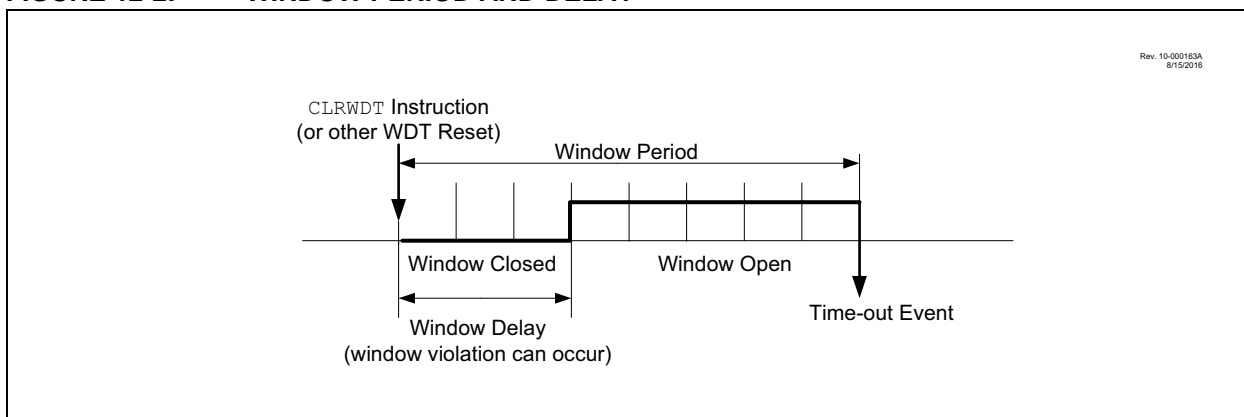 Rev. 10-000163A
8/15/2016
CLRWDT Instruction
(or other WDT Reset)
Window Period
Window Closed
Window Open
Window Delay
(window violation can occur)
Time-out Event